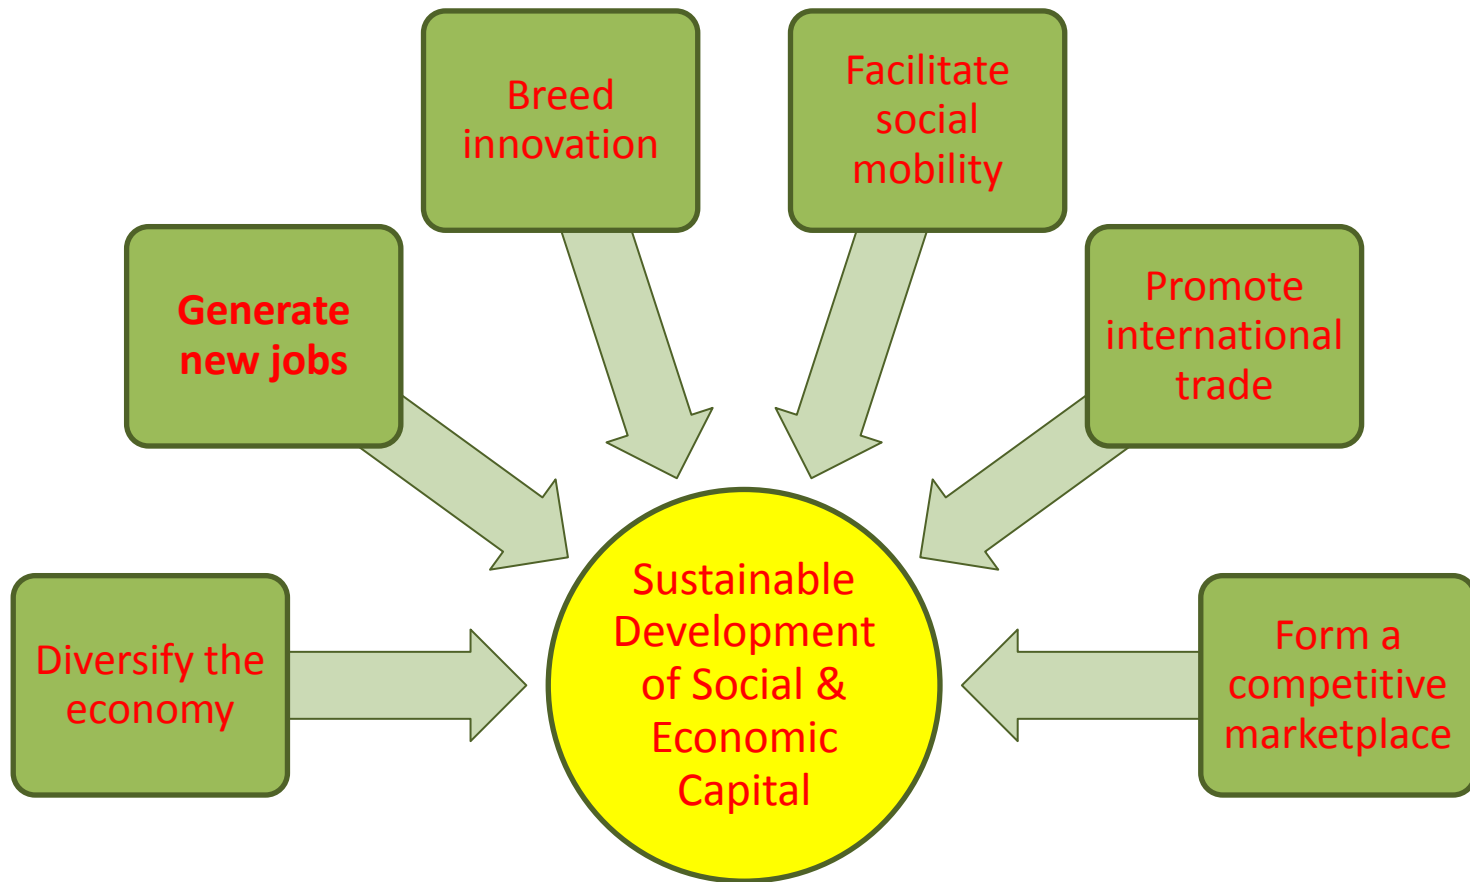 Breed
innovation
Facilitate
social
mobility
Generate
new jobs
Promote
international
trade
Diversify the
economy
Sustainable
Development
of Social &
Economic
Capital
Form a
competitive
marketplace